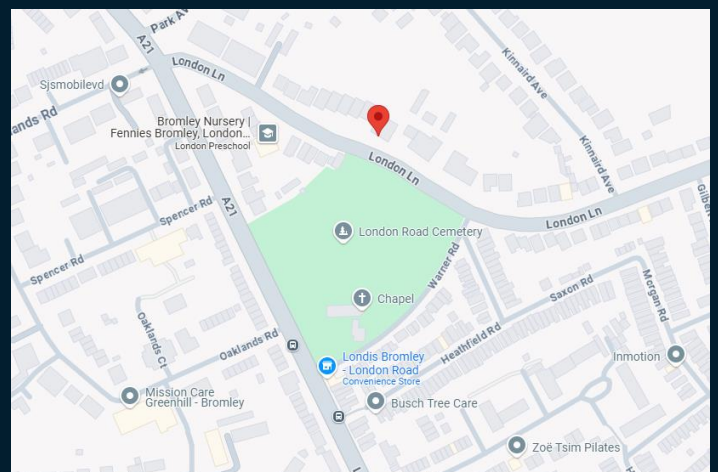 Park Av
A21
London Ln
Sjsmobilevd
lands Rd
Bromley Nursery |
Fennies Bromley, London...
London Preschool
Kinnaird Ave
Kinnaird Ave
London Ln
London Ln
Gilber
Spencer Rd
A21
Spencer Rd
London Road Cemetery
Warner Rd
Chapel
Saxon Rd
Morgan Rd
Oaklands Ct
Oaklands Rd
Heathfield Rd
Londis Bromley
- London Road
Convenience Store
Inmotion
Mission Care
Greenhill - Bromley
Busch Tree Care
Zoë Tsim Pilates